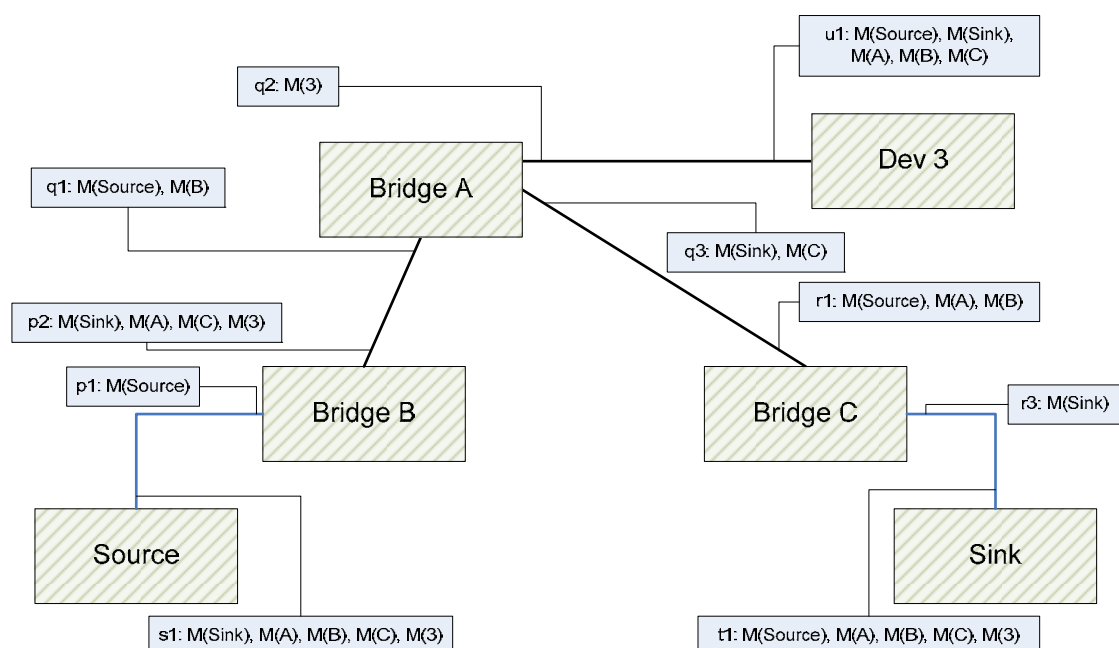 u1: M(Source), M(Sink),
M(A), M(B), M(C)
q2: M(3)
Dev 3
Bridge A
q1: M(Source), M(B)
q3: M(Sink), M(C)
r1: M(Source), M(A), M(B)
p2: M(Sink), M(A), M(C), M(3)
p1: M(Source)
Bridge B
Bridge C
r3: M(Sink)
Source
Sink
s1: M(Sink), M(A), M(B), M(C), M(3)
t1: M(Source), M(A), M(B), M(C), M(3)